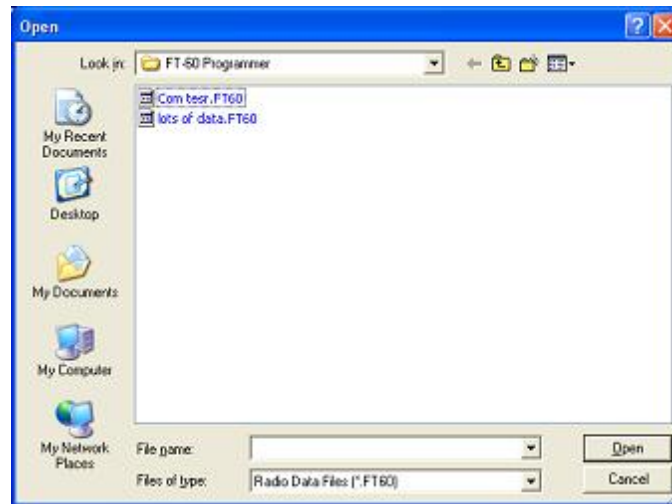 Open
Look in: FT-60 Programmer
Com tesr.FT60
lots of data.FT60
My Recent
Documents
Desktop
My Documents
My Computer
My Network
Places
File name:
Open
Files of type: Radio Data Files (*.FT60)
Cancel